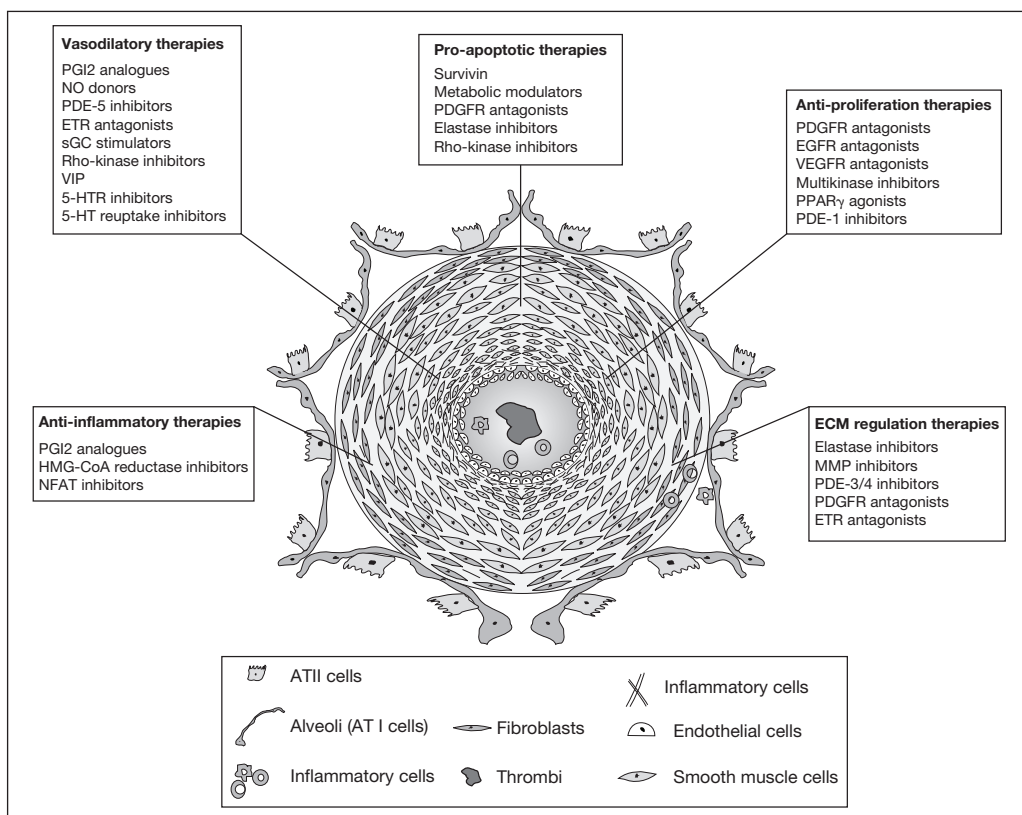 Vasodilatory therapies
PGI2 analogues
NO donors
PDE-5 inhibitors
ETR antagonists
sGC stimulators
Rho-kinase inhibitors
VIP
5-HTR inhibitors
5-HT reuptake inhibitors
Pro-apoptotic therapies
Survivin
Metabolic modulators
PDGFR antagonists
Elastase inhibitors
Rho-kinase inhibitors
Anti-proliferation therapies
PDGFR antagonists
EGFR antagonists
VEGFR antagonists
Multikinase inhibitors
PPARγ agonists
PDE-1 inhibitors
Anti-inflammatory therapies
PGI2 analogues
HMG-CoA reductase inhibitors
NFAT inhibitors
ECM regulation therapies
Elastase inhibitors
MMP inhibitors
PDE-3/4 inhibitors
PDGFR antagonists
ETR antagonists
ATII cells
Inflammatory cells
Alveoli (AT I cells)
Fibroblasts
Endothelial cells
Inflammatory cells
Thrombi
Smooth muscle cells